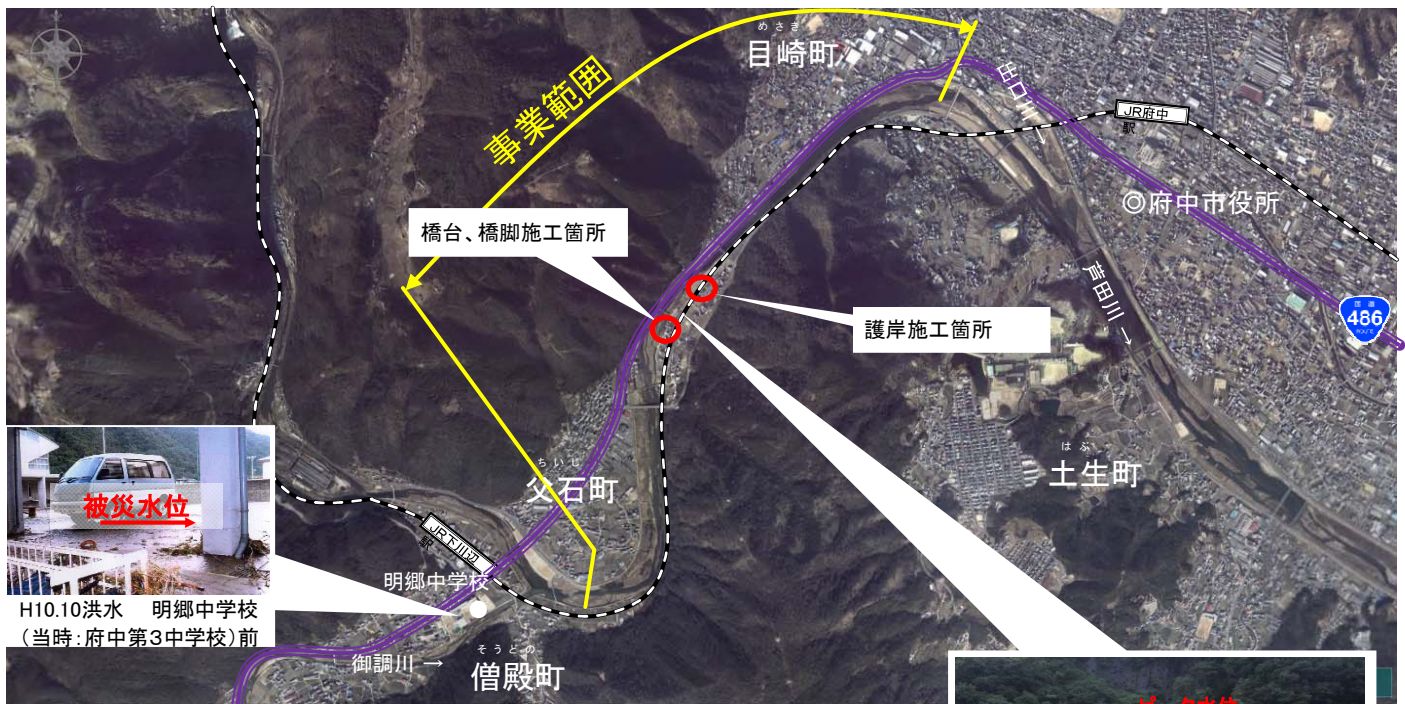 めさき
目崎町
出口川 →
JR府中
駅
事業範囲
◎府中市役所
橋台、橋脚施工箇所
芦田川 →
護岸施工箇所
国道
486
ROUTE
はぶ
土生町
ちいし
父石町
被災水位
JR下川辺
駅
明郷中学校
H10.10洪水 明郷中学校
(当時:府中第3中学校)前
御調川 →
そうどの
僧殿町